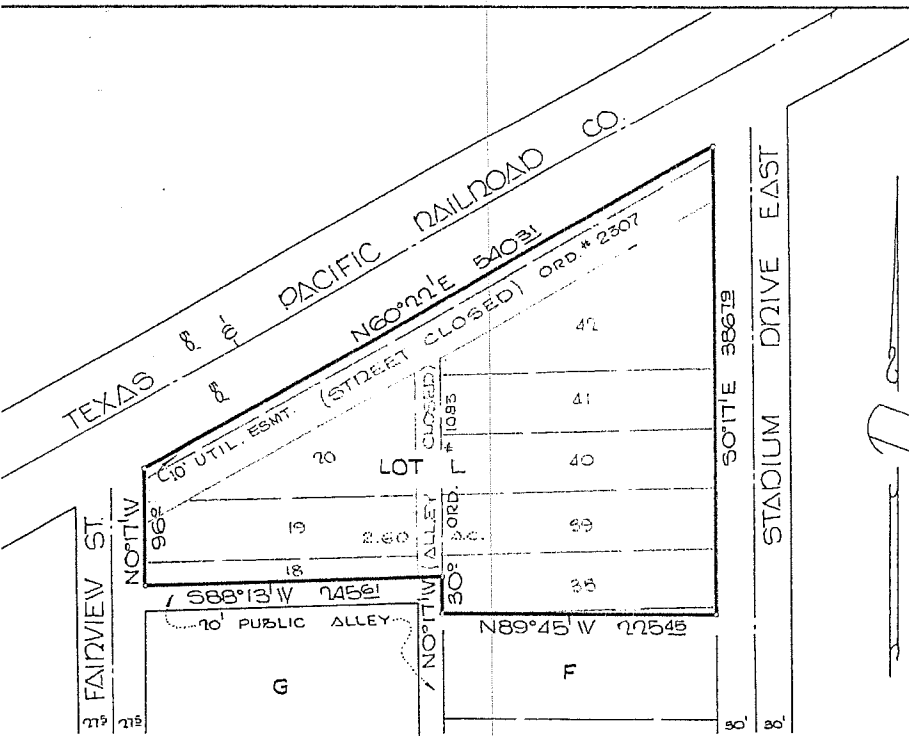 TEXAS & PACIFIC RAILROAD CO.
100'
50'
N60°22'E 540.31
10' UTIL. ESMT. (STREET CLOSED) ORD. # 2307
42
41
40
39
38
20
19
18
LOT L
2.60 AC.
(ALLEY CLOSED)
ORD. # 1093
N0°17'W
S0°17'E 386.79
STADIUM DRIVE EAST
FAIRVIEW ST.
S88°13'W 245.61
N0°17'W
N89°45'W 225.45
20' PUBLIC ALLEY
G
F
27.5
27.5
30'
30'